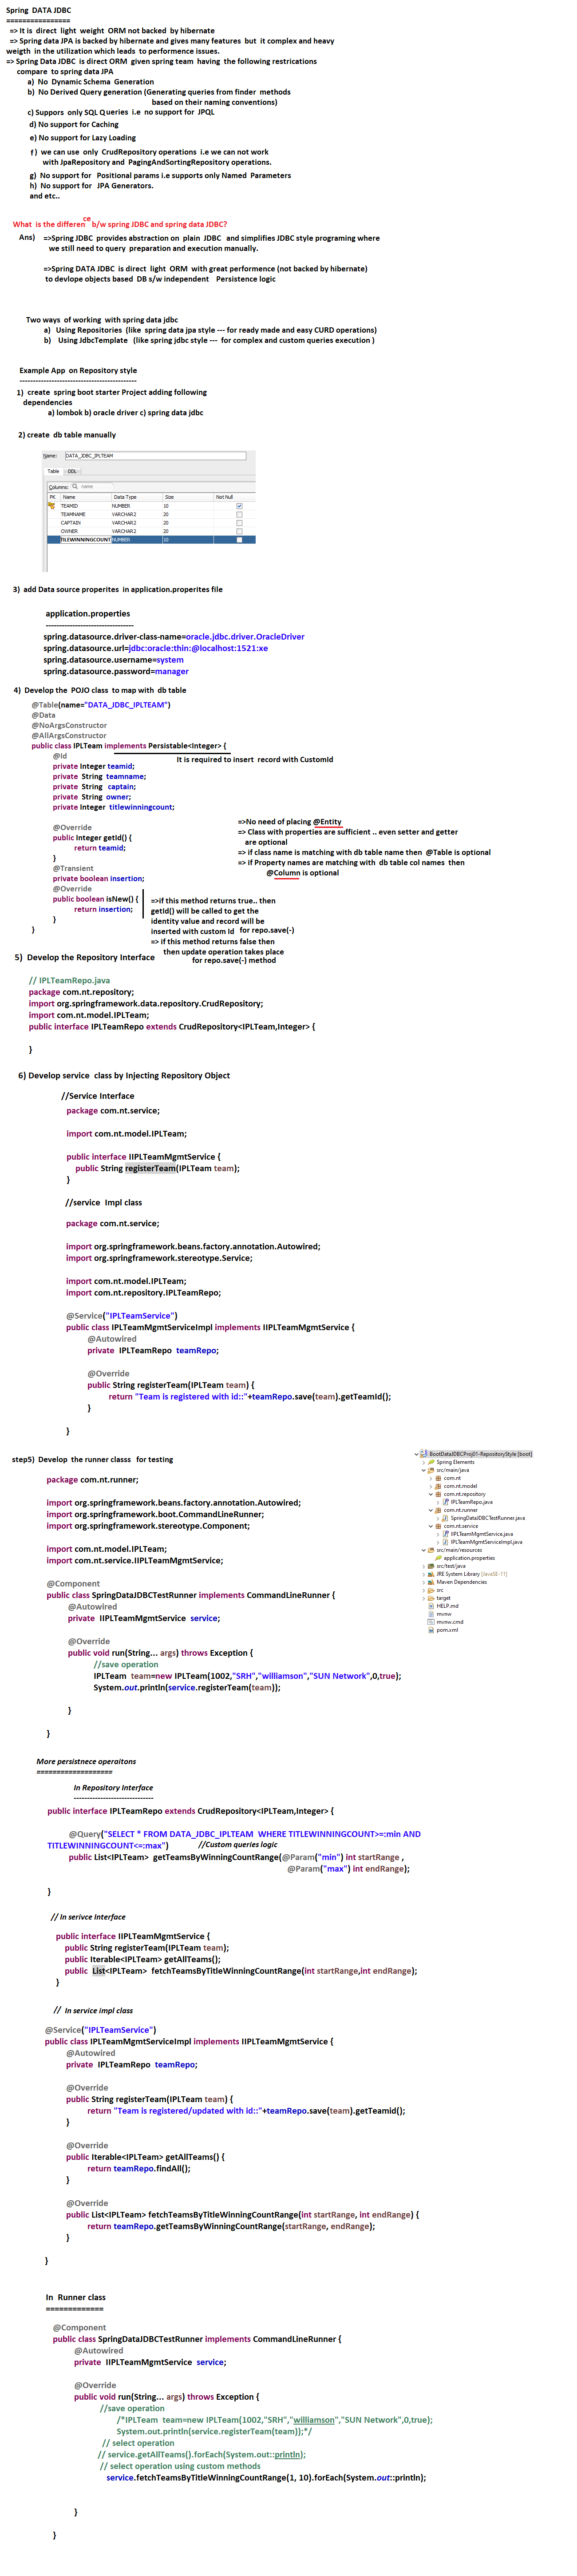 Spring  DATA JDBC
================
=> It is  direct  light  weight  ORM not backed  by hibernate
=> Spring data JPA is backed by hibernate and gives many features  but  it complex and heavy
weigth  in the utilization which leads  to performence issues.
=> Spring Data JDBC  is direct ORM  given spring team  having  the following restrications
compare  to spring data JPA
a)  No  Dynamic Schema  Generation
b)  No Derived Query generation (Generating queries from finder  methods
based on their naming conventions)
c) Suppors  only SQL Queries  i.e  no support for  JPQL
d) No support for Caching
e) No support for Lazy Loading
f)  we can use  only  CrudRepository operations  i.e we can not work
with JpaRepository and  PagingAndSortingRepository operations.
g)  No support for   Positional params i.e supports only Named  Parameters
h)  No support for   JPA Generators.
and etc..
What  is the difference b/w spring JDBC and spring data JDBC?
Ans)   =>Spring JDBC  provides abstraction on  plain  JDBC   and simplifies JDBC style programing where
we still need to query  preparation and execution manually.
=>Spring DATA JDBC  is direct  light  ORM  with great performence (not backed by hibernate)
to devlope objects based  DB s/w independent    Persistence logic
Two ways  of working  with spring data jdbc
a)   Using Repositories  (like  spring data jpa style --- for ready made and easy CURD operations)
b)    Using JdbcTemplate   (like spring jdbc style ---  for complex and custom queries execution )
Example App  on Repository style
--------------------------------------------
1)  create  spring boot starter Project adding following
dependencies
a) lombok b) oracle driver c) spring data jdbc
2) create  db table manually
Name: DATA_JDBC_IPLTEAM
Table DDL
Columns: name
PK Name Data Type Size Not Null
TEAMID NUMBER 10
TEAMNAME VARCHAR2 20
CAPTAIN VARCHAR2 20
OWNER VARCHAR2 20
TILEWINNINGCOUNT NUMBER 10
3)  add Data source properites  in application.properites file
application.properties
---------------------------------
spring.datasource.driver-class-name=oracle.jdbc.driver.OracleDriver
spring.datasource.url=jdbc:oracle:thin:@localhost:1521:xe
spring.datasource.username=system
spring.datasource.password=manager
4)  Develop the  POJO class  to map with  db table
@Table(name="DATA_JDBC_IPLTEAM")
@Data
@NoArgsConstructor
@AllArgsConstructor
public class IPLTeam implements Persistable<Integer> {
@Id
It is required to insert  record with CustomId
private Integer teamid;
private  String  teamname;
private  String   captain;
private  String  owner;
private Integer  titlewinningcount;
@Override
public Integer getId() {
return teamid;
}
@Transient
private boolean insertion;
@Override
public boolean isNew() {
return insertion;
}
}
=>No need of placing @Entity
=> Class with properties are sufficient .. even setter and getter
are optional
=> if class name is matching with db table name then  @Table is optional
=> if Property names are matching with  db table col names  then
@Column is optional
=>if this method returns true.. then
getId() will be called to get the
identity value and record will be
inserted with custom Id   for repo.save(-)
=> if this method returns false then
then update operation takes place
for repo.save(-) method
5)  Develop the Repository Interface
// IPLTeamRepo.java
package com.nt.repository;
import org.springframework.data.repository.CrudRepository;
import com.nt.model.IPLTeam;
public interface IPLTeamRepo extends CrudRepository<IPLTeam,Integer> {
}
6) Develop service  class by Injecting Repository Object
//Service Interface
package com.nt.service;
import com.nt.model.IPLTeam;
public interface IIPLTeamMgmtService {
public String registerTeam(IPLTeam team);
}
//service  Impl class
package com.nt.service;
import org.springframework.beans.factory.annotation.Autowired;
import org.springframework.stereotype.Service;
import com.nt.model.IPLTeam;
import com.nt.repository.IPLTeamRepo;
@Service("IPLTeamService")
public class IPLTeamMgmtServiceImpl implements IIPLTeamMgmtService {
@Autowired
private  IPLTeamRepo  teamRepo;
@Override
public String registerTeam(IPLTeam team) {
return "Team is registered with id::"+teamRepo.save(team).getTeamId();
}
}
step5)  Develop  the runner classs   for testing
package com.nt.runner;
import org.springframework.beans.factory.annotation.Autowired;
import org.springframework.boot.CommandLineRunner;
import org.springframework.stereotype.Component;
import com.nt.model.IPLTeam;
import com.nt.service.IIPLTeamMgmtService;
@Component
public class SpringDataJDBCTestRunner implements CommandLineRunner {
@Autowired
private  IIPLTeamMgmtService  service;
@Override
public void run(String... args) throws Exception {
//save operation
IPLTeam  team=new IPLTeam(1002,"SRH","williamson","SUN Network",0,true);
System.out.println(service.registerTeam(team));
}
}
BootDataJDBCProj01-RepositoryStyle [boot]
Spring Elements
src/main/java
com.nt
com.nt.model
com.nt.repository
IPLTeamRepo.java
com.nt.runner
SpringDataJDBCTestRunner.java
com.nt.service
IIPLTeamMgmtService.java
IPLTeamMgmtServiceImpl.java
src/main/resources
application.properties
src/test/java
JRE System Library [JavaSE-11]
Maven Dependencies
src
target
HELP.md
mvnw
mvnw.cmd
pom.xml
More persistnece operaitons
===================
In Repository Interface
-----------------------------
public interface IPLTeamRepo extends CrudRepository<IPLTeam,Integer> {
@Query("SELECT * FROM DATA_JDBC_IPLTEAM  WHERE TITLEWINNINGCOUNT>=:min AND
TITLEWINNINGCOUNT<=:max")   //Custom queries logic
public List<IPLTeam>  getTeamsByWinningCountRange(@Param("min") int startRange ,
@Param("max") int endRange);
}
// In serivce Interface
public interface IIPLTeamMgmtService {
public String registerTeam(IPLTeam team);
public Iterable<IPLTeam> getAllTeams();
public  List<IPLTeam>  fetchTeamsByTitleWinningCountRange(int startRange,int endRange);
}
//  In service impl class
@Service("IPLTeamService")
public class IPLTeamMgmtServiceImpl implements IIPLTeamMgmtService {
@Autowired
private  IPLTeamRepo  teamRepo;
@Override
public String registerTeam(IPLTeam team) {
return "Team is registered/updated with id::"+teamRepo.save(team).getTeamid();
}
@Override
public Iterable<IPLTeam> getAllTeams() {
return teamRepo.findAll();
}
@Override
public List<IPLTeam> fetchTeamsByTitleWinningCountRange(int startRange, int endRange) {
return teamRepo.getTeamsByWinningCountRange(startRange, endRange);
}
}
In  Runner class
=============
@Component
public class SpringDataJDBCTestRunner implements CommandLineRunner {
@Autowired
private  IIPLTeamMgmtService  service;
@Override
public void run(String... args) throws Exception {
//save operation
/*IPLTeam  team=new IPLTeam(1002,"SRH","williamson","SUN Network",0,true);
System.out.println(service.registerTeam(team));*/
// select operation
// service.getAllTeams().forEach(System.out::println);
// select operation using custom methods
service.fetchTeamsByTitleWinningCountRange(1, 10).forEach(System.out::println);
}
}